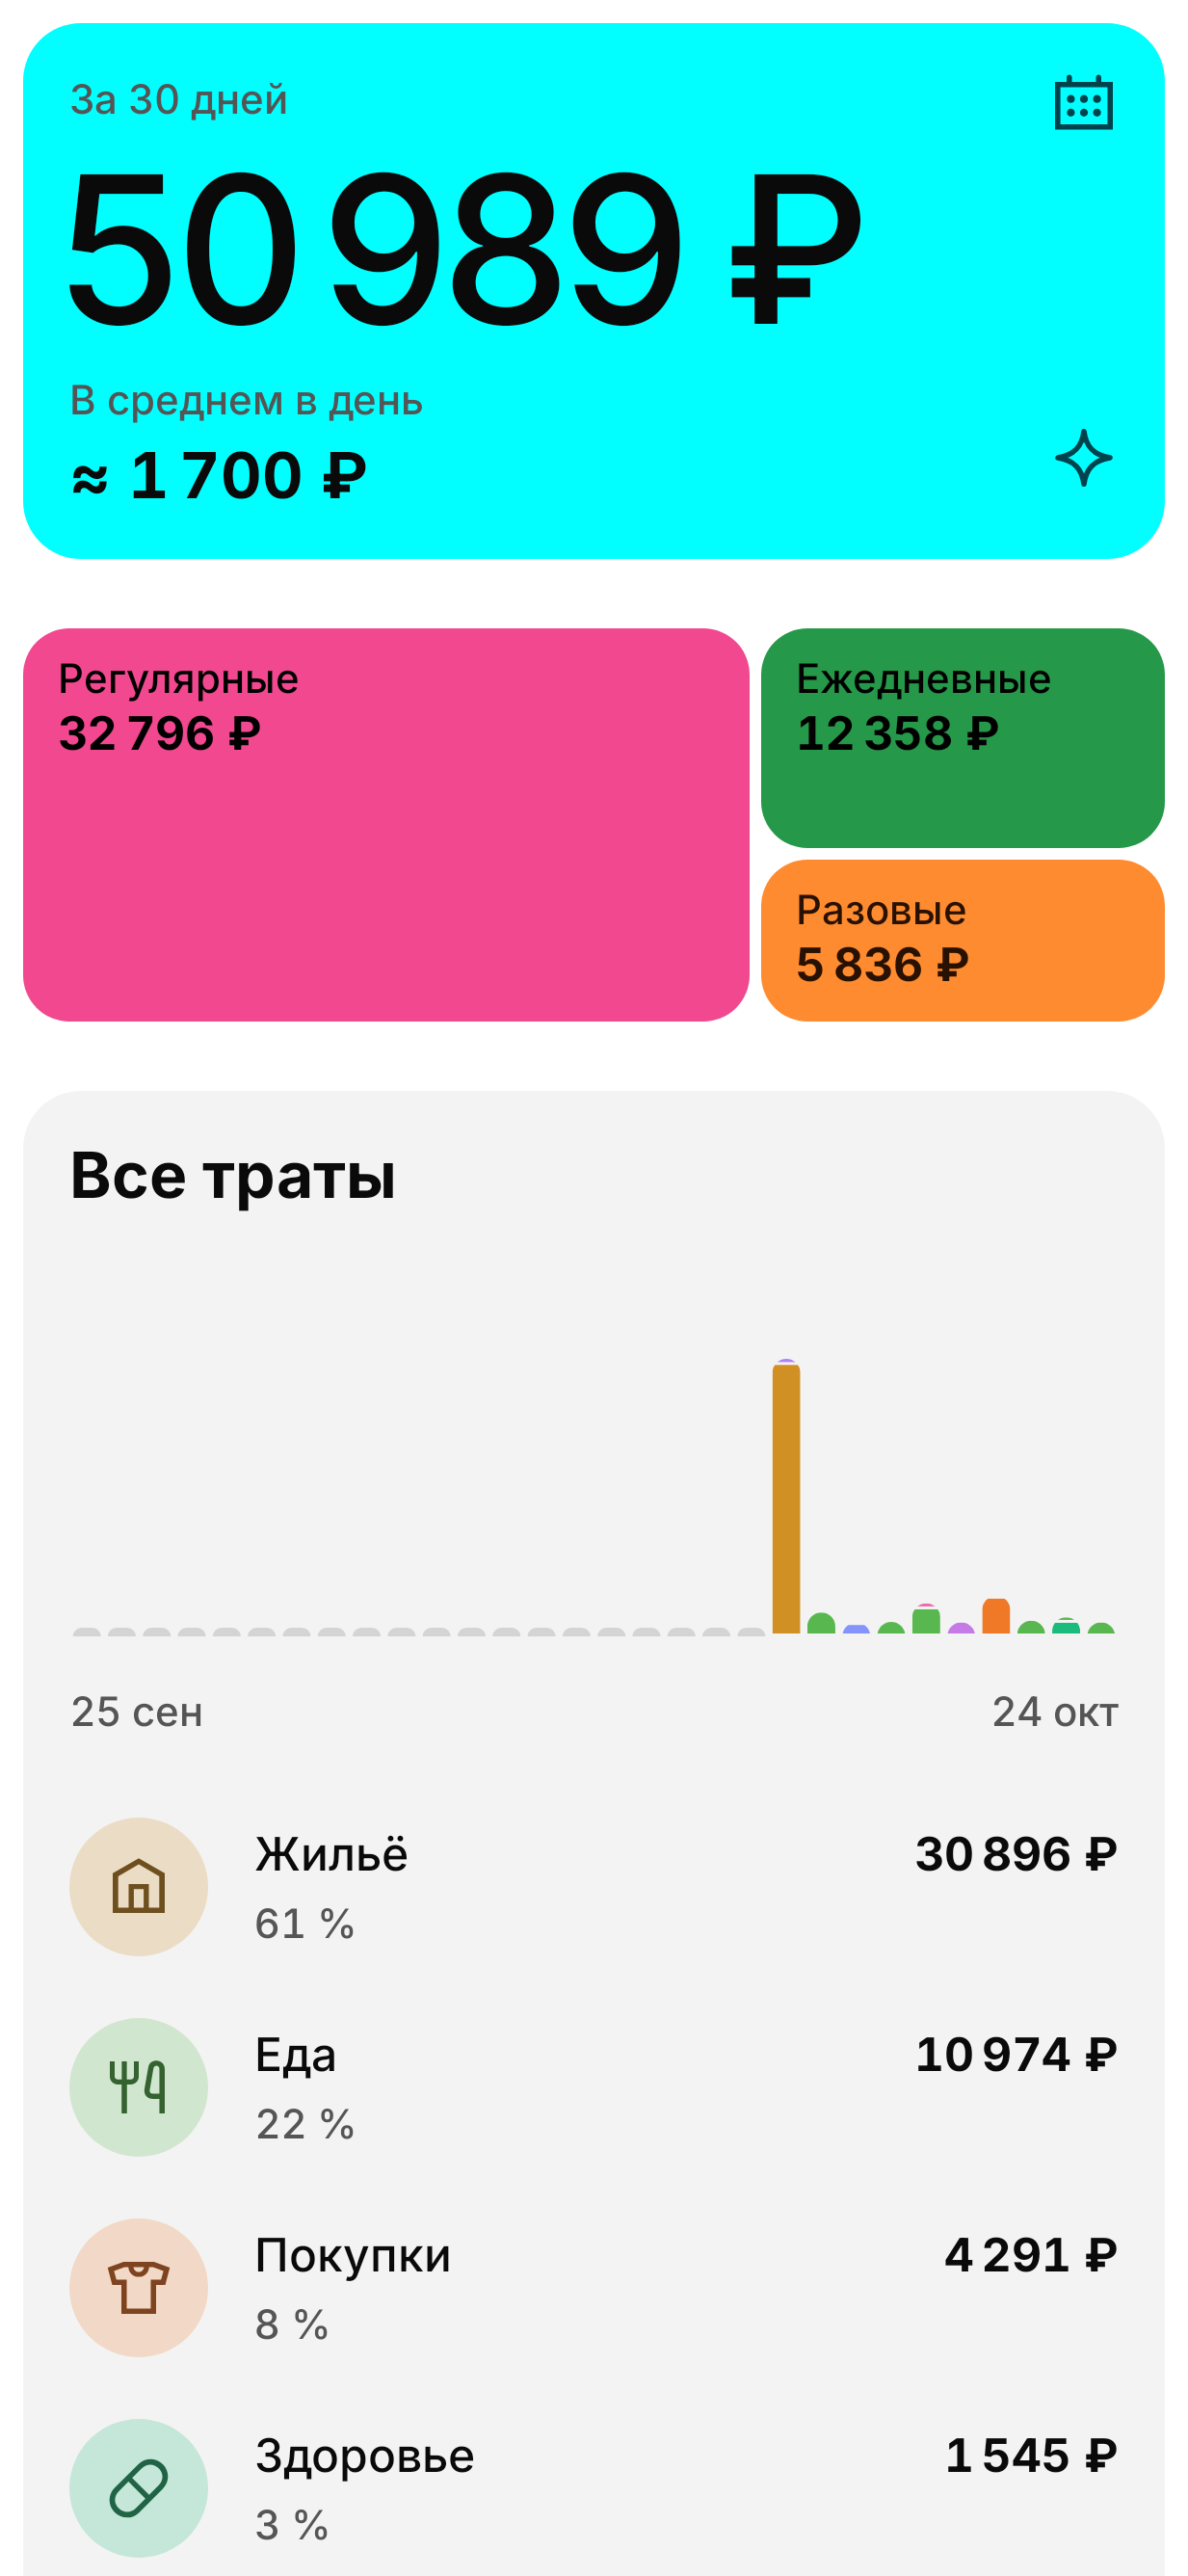 За 30 дней
50 989 ₽
В среднем в день
≈ 1 700 ₽
Регулярные
32 796 ₽
Ежедневные
12 358 ₽
Разовые
5 836 ₽
Все траты
25 сен
24 окт
Жильё
30 896 ₽
61 %
Еда
10 974 ₽
22 %
Покупки
4 291 ₽
8 %
Здоровье
1 545 ₽
3 %